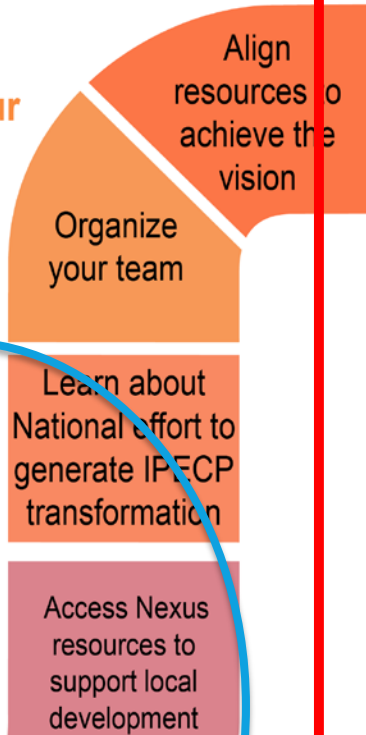 Align
resources to
achieve the
vision
Organize
your team
Learn about
National effort to
generate IPECP
transformation
Access Nexus
resources to
support local
development